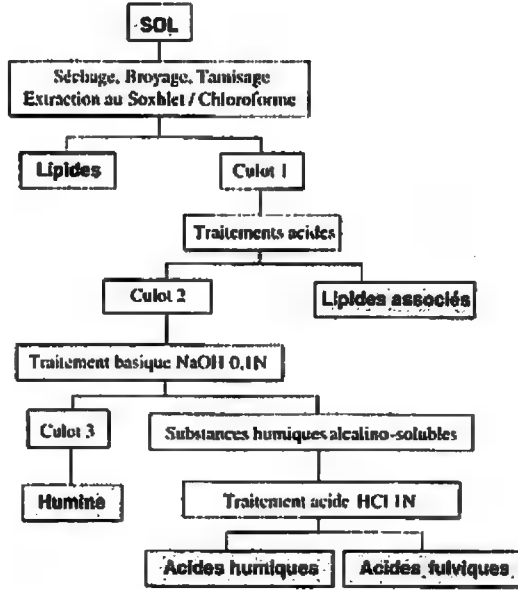 SOL
Séchage, Broyage, Tamisage
Extraction au Soxhlet / Chloroforme
Lipides
Culot 1
Traitements acides
Culot 2
Lipides associés
Traitement basique NaOH 0,1N
Culot 3
Substances humiques alcalino-solubles
Humine
Traitement acide HCl 1N
Acides humiques
Acides fulviques